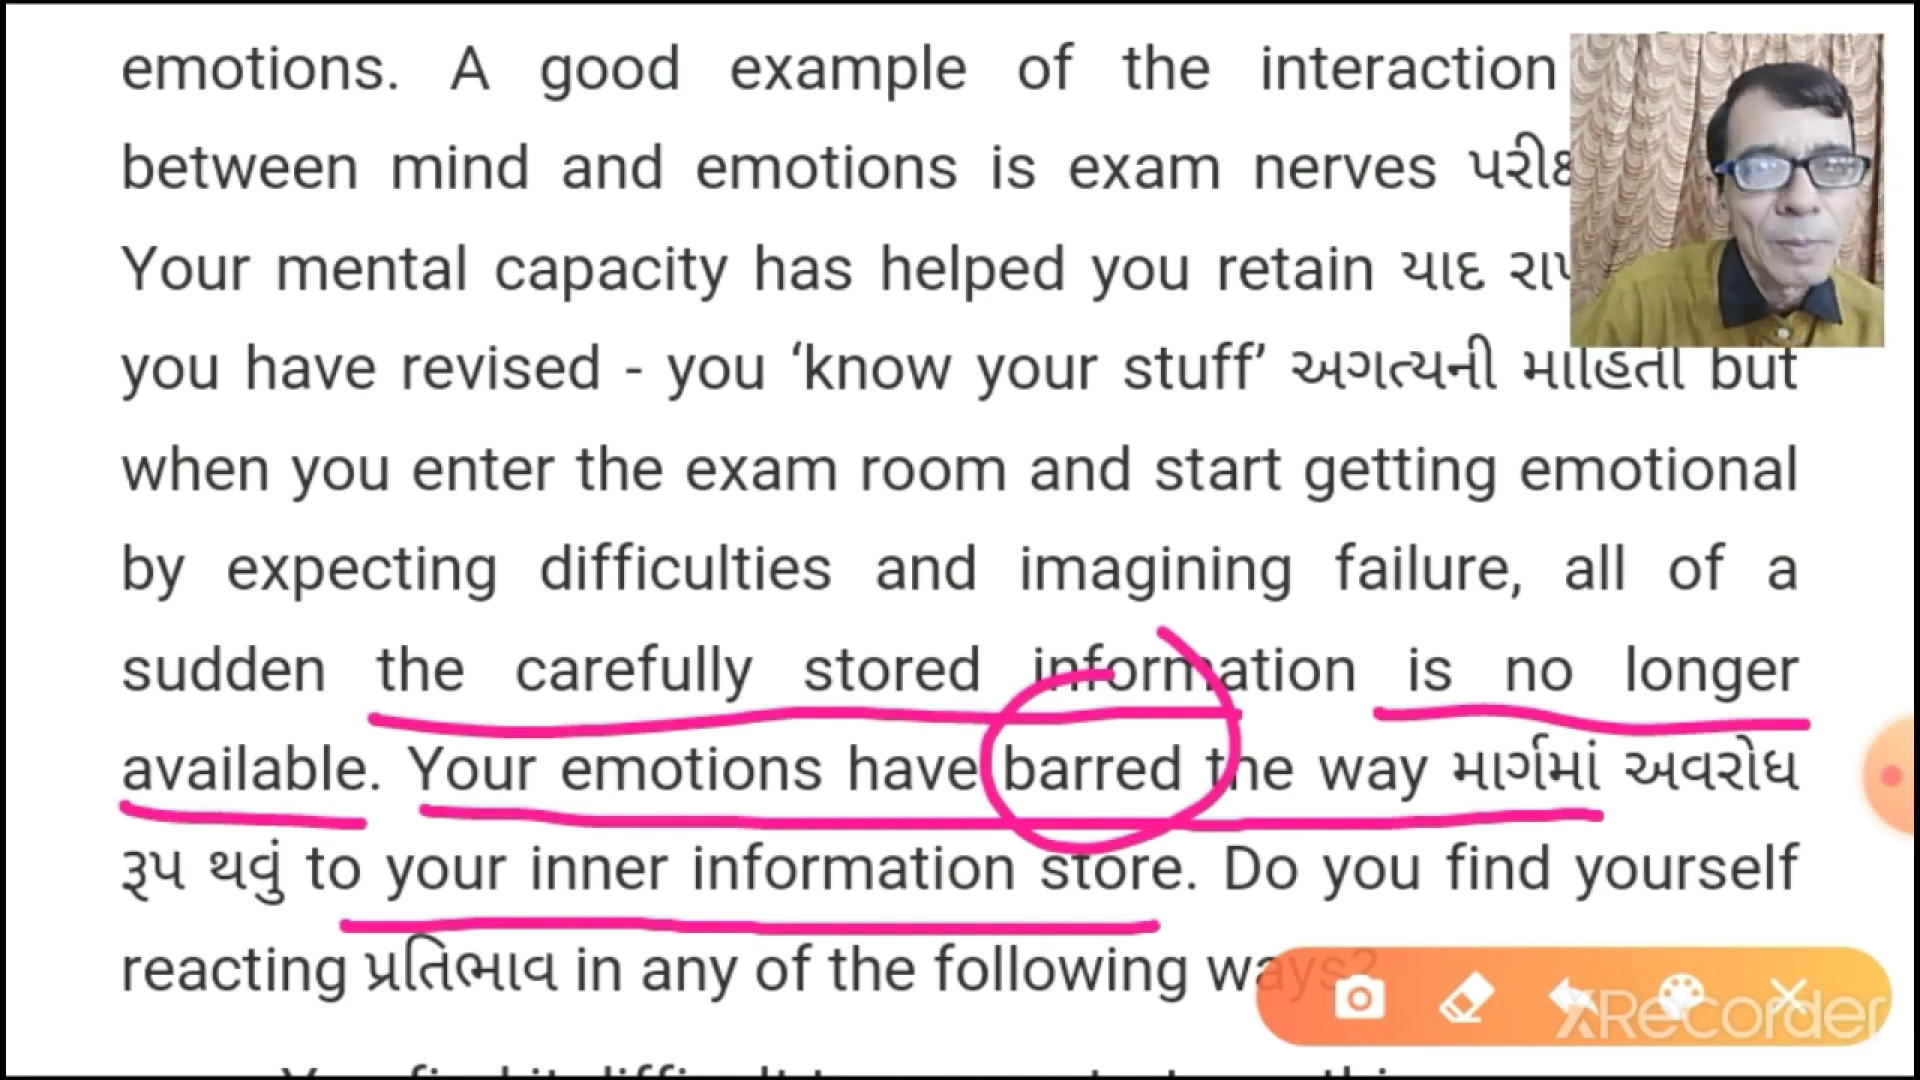 emotions. A good example of the interaction
between mind and emotions is exam nerves
Your mental capacity has helped you retain યાદ
you have revised - you ‘know your stuff’ અગત્યની માહિતી but
when you enter the exam room and start getting emotional
by expecting difficulties and imagining failure, all of a
sudden the carefully stored information is no longer
available. Your emotions have barred the way માર્ગમાં અવરોધ
રૂપ થવું to your inner information store. Do you find yourself
reacting પ્રતિભાવ in any of the following ways?
XRecorder